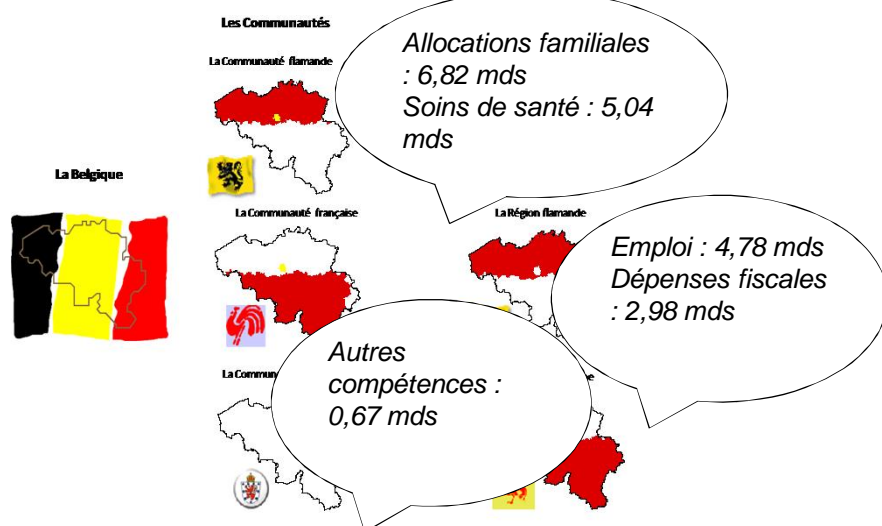 Les Communautés
La Communauté flamande
Allocations familiales
: 6,82 mds
Soins de santé : 5,04
mds
La Belgique
La Communauté française
La Région flamande
Emploi : 4,78 mds
Dépenses fiscales
: 2,98 mds
Autres
compétences :
0,67 mds
La